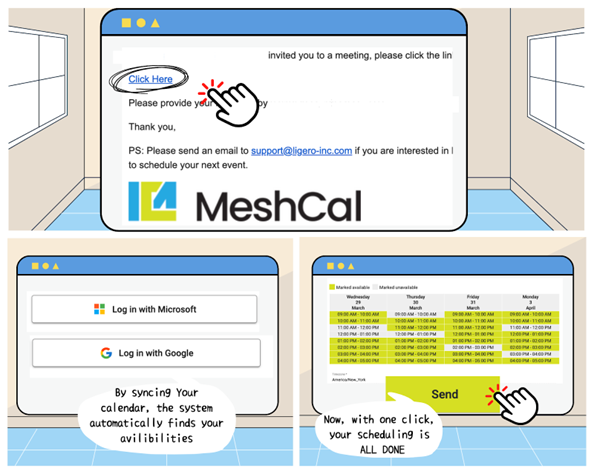 invited you to a meeting, please click the lin
Click Here
Please provide your by
Thank you,
PS: Please send an email to support@ligero-inc.com if you are interested in
to schedule your next event.
MeshCal
Log in with Microsoft
Log in with Google
By syncing Your
calendar, the system
automatically finds your
avilibilities
Marked available Marked unavailable
Wednesday Thursday Friday Monday
29 30 31 3
March March March April
09:00 AM - 10:00 AM 09:00 AM - 10:00 AM 09:00 AM - 10:00 AM 09:00 AM - 10:00 AM
10:00 AM - 11:00 AM 10:00 AM - 11:00 AM 10:00 AM - 11:00 AM 10:00 AM - 11:00 AM
11:00 AM - 12:00 PM 11:00 AM - 12:00 PM 11:00 AM - 12:00 PM 11:00 AM - 12:00 PM
12:00 PM - 01:00 PM 12:00 PM - 01:00 PM 12:00 PM - 01:00 PM 12:00 PM - 01:00 PM
01:00 PM - 02:00 PM 01:00 PM - 02:00 PM 01:00 PM - 02:00 PM 01:00 PM - 02:00 PM
02:00 PM - 03:00 PM 02:00 PM - 03:00 PM 02:00 PM - 03:00 PM 02:00 PM - 03:00 PM
03:00 PM - 04:00 PM 03:00 PM - 04:00 PM 03:00 PM - 04:00 PM 03:00 PM - 04:00 PM
04:00 PM - 05:00 PM 04:00 PM - 05:00 PM 04:00 PM - 05:00 PM 04:00 PM - 05:00 PM
America/New_York
Send
Now, with one click,
your scheduling is
ALL DONE